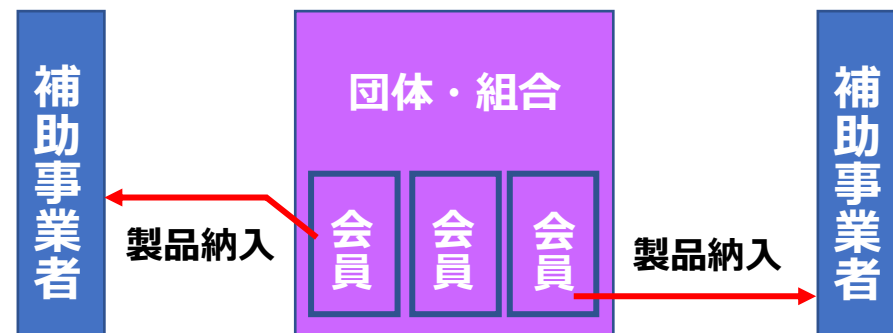 補助事業者
団体・組合
会員
会員
会員
製品納入
製品納入
補助事業者